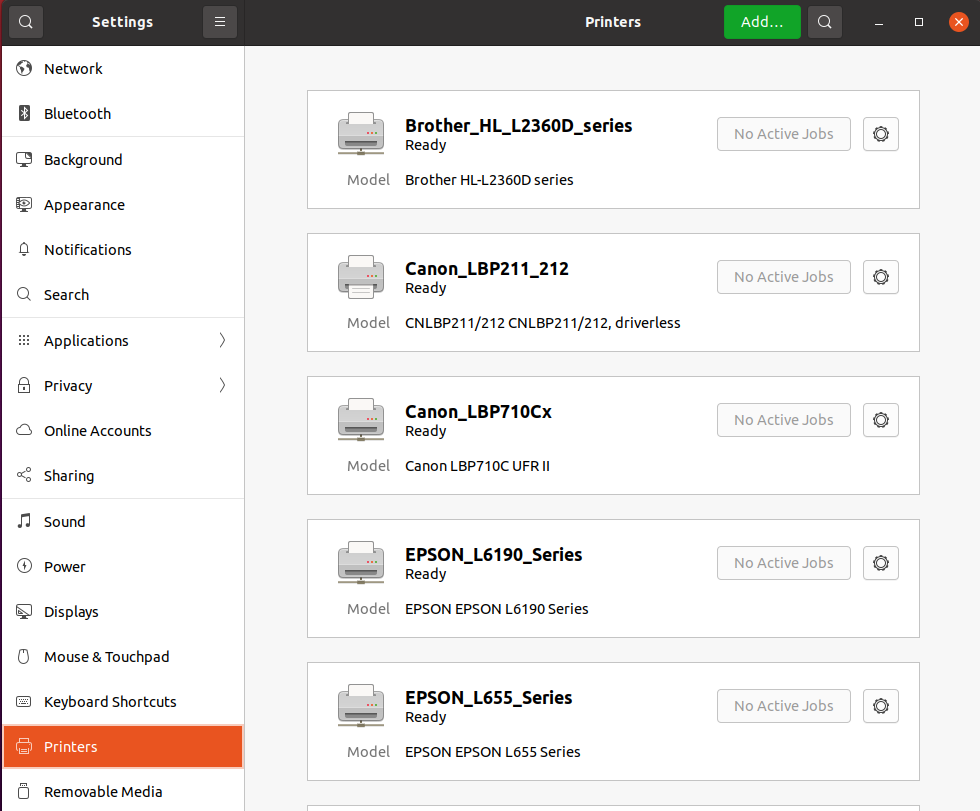 Settings
Printers
Add...
Network
Bluetooth
Background
Appearance
Notifications
Search
Applications
Privacy
Online Accounts
Sharing
Sound
Power
Displays
Mouse & Touchpad
Keyboard Shortcuts
Printers
Removable Media
Brother_HL_L2360D_series
Ready
No Active Jobs
Model Brother HL-L2360D series
Canon_LBP211_212
Ready
No Active Jobs
Model CNLBP211/212 CNLBP211/212, driverless
Canon_LBP710Cx
Ready
No Active Jobs
Model Canon LBP710C UFR II
EPSON_L6190_Series
Ready
No Active Jobs
Model EPSON EPSON L6190 Series
EPSON_L655_Series
Ready
No Active Jobs
Model EPSON EPSON L655 Series